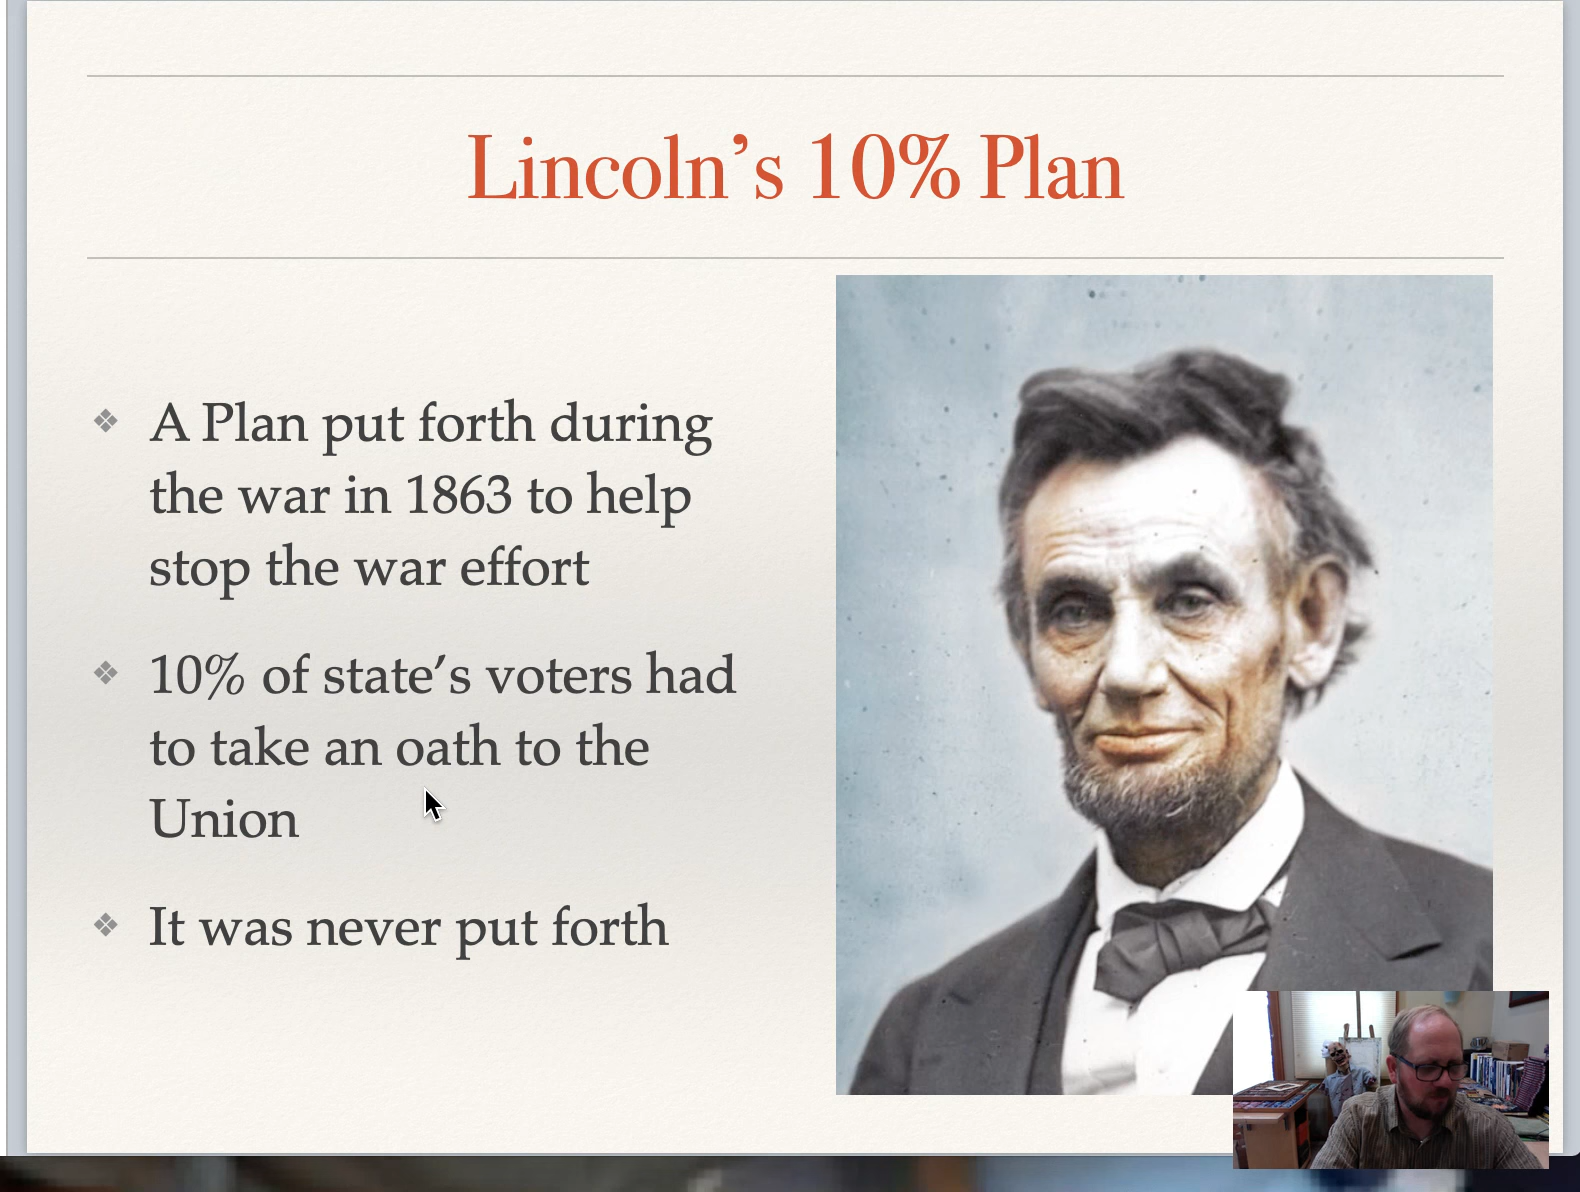 Lincoln’s 10% Plan
A Plan put forth during
the war in 1863 to help
stop the war effort
10% of state’s voters had
to take an oath to the
Union
It was never put forth